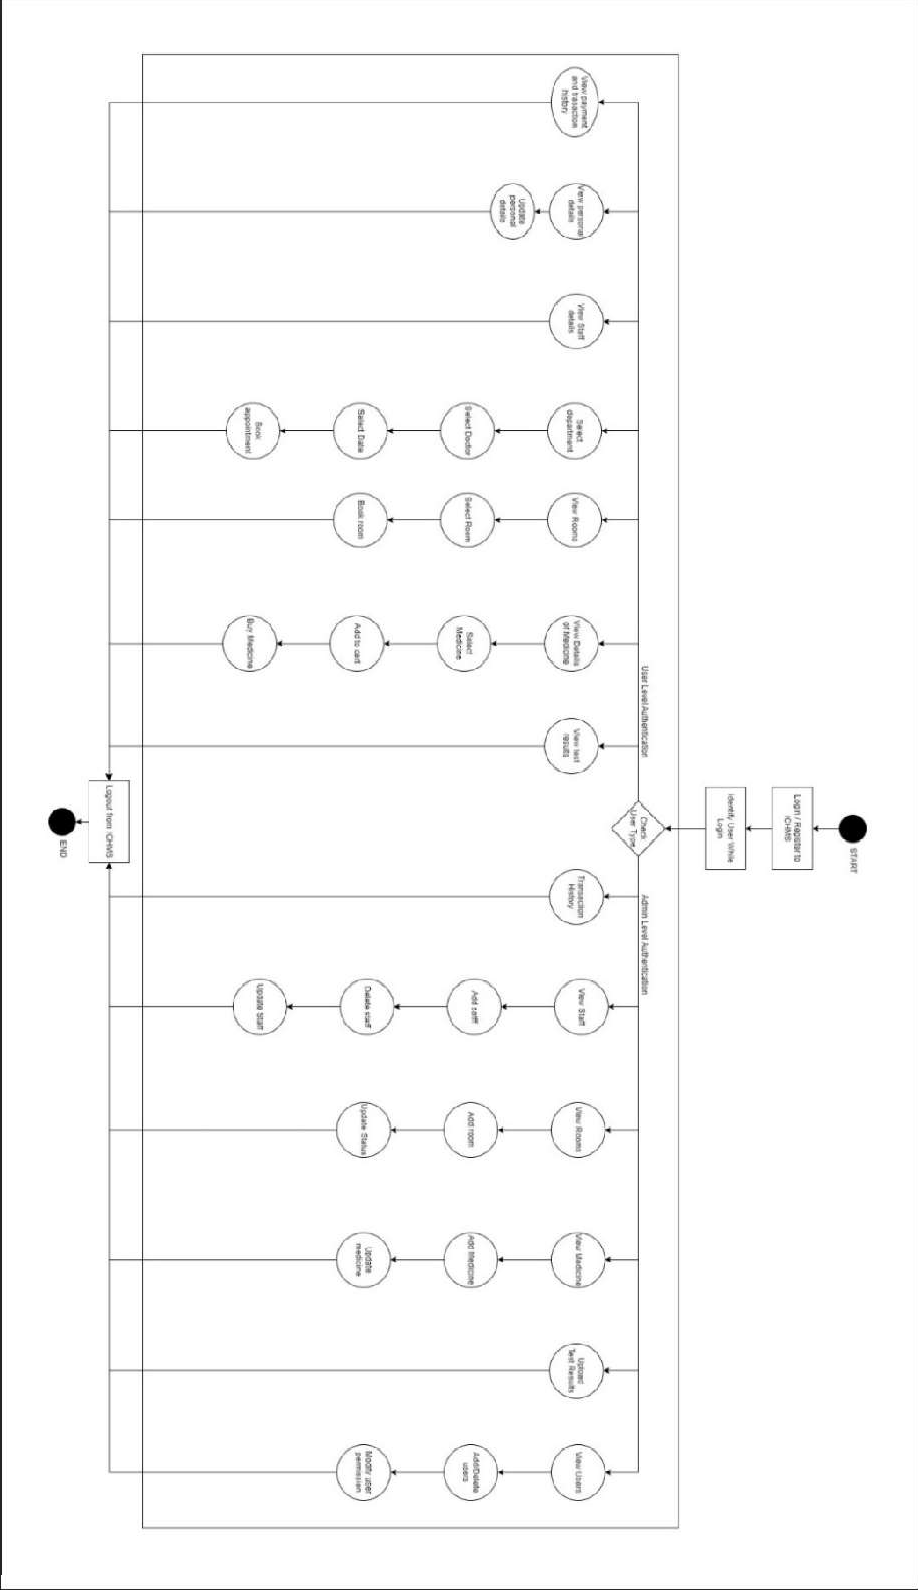 START
Login / Register to
ICHMS
Identify User While
Login
Check
User Type
User Level Authentication
Admin Level Authentication
View payment
and trasaction
history
View personal
details
Update
personal
details
View Staff
details
Select
department
Select Doctor
Select Date
Book
appointment
View Rooms
Select Room
Book room
View Details
of Medicine
Select
Medicine
Add to cart
Buy Medicine
View test
results
Transaction
History
View Staff
Add satff
Delete staff
Update Staff
View Rooms
Add room
Update Status
View Medicine
Add Medicine
Update
medicine
Upload
Test Results
View Users
Add/Delete
users
Modify user
permission
Logout from ICHMS
END